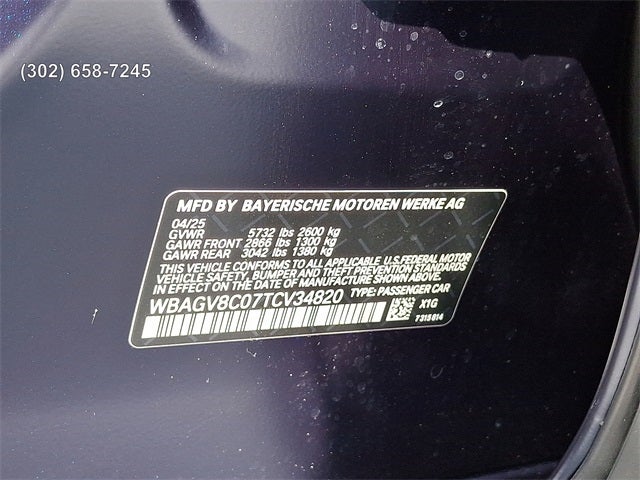 (302) 658-7245
MFD BY BAYERISCHE MOTOREN WERKE AG
04/25
GVWR 5732 lbs 2600 kg
GAWR FRONT 2866 lbs 1300 kg
GAWR REAR 3042 lbs 1380 kg
THIS VEHICLE CONFORMS TO ALL APPLICABLE U.S. FEDERAL MOTOR
VEHICLE SAFETY, BUMPER AND THEFT PREVENTION STANDARDS
IN EFFECT ON THE DATE OF MANUFACTURE SHOWN ABOVE.
WBAGV8C07TCV34820 TYPE: PASSENGER CAR
X1G
7315014